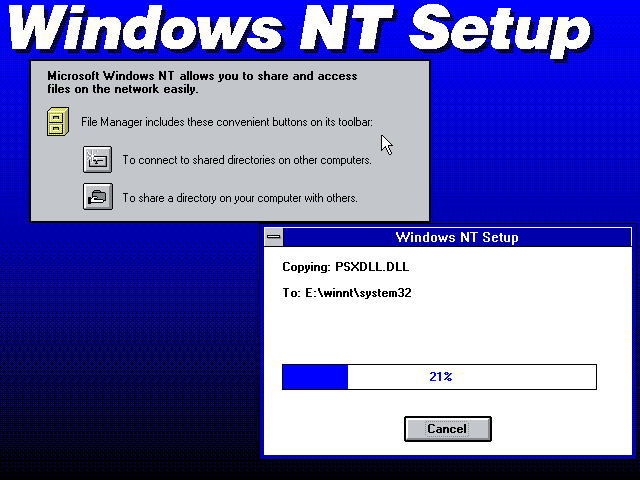 Windows NT Setup
Microsoft Windows NT allows you to share and access
files on the network easily.
File Manager includes these convenient buttons on its toolbar:
To connect to shared directories on other computers.
To share a directory on your computer with others.
Windows NT Setup
Copying: PSXDLL.DLL
To: E:\winnt\system32
21%
Cancel